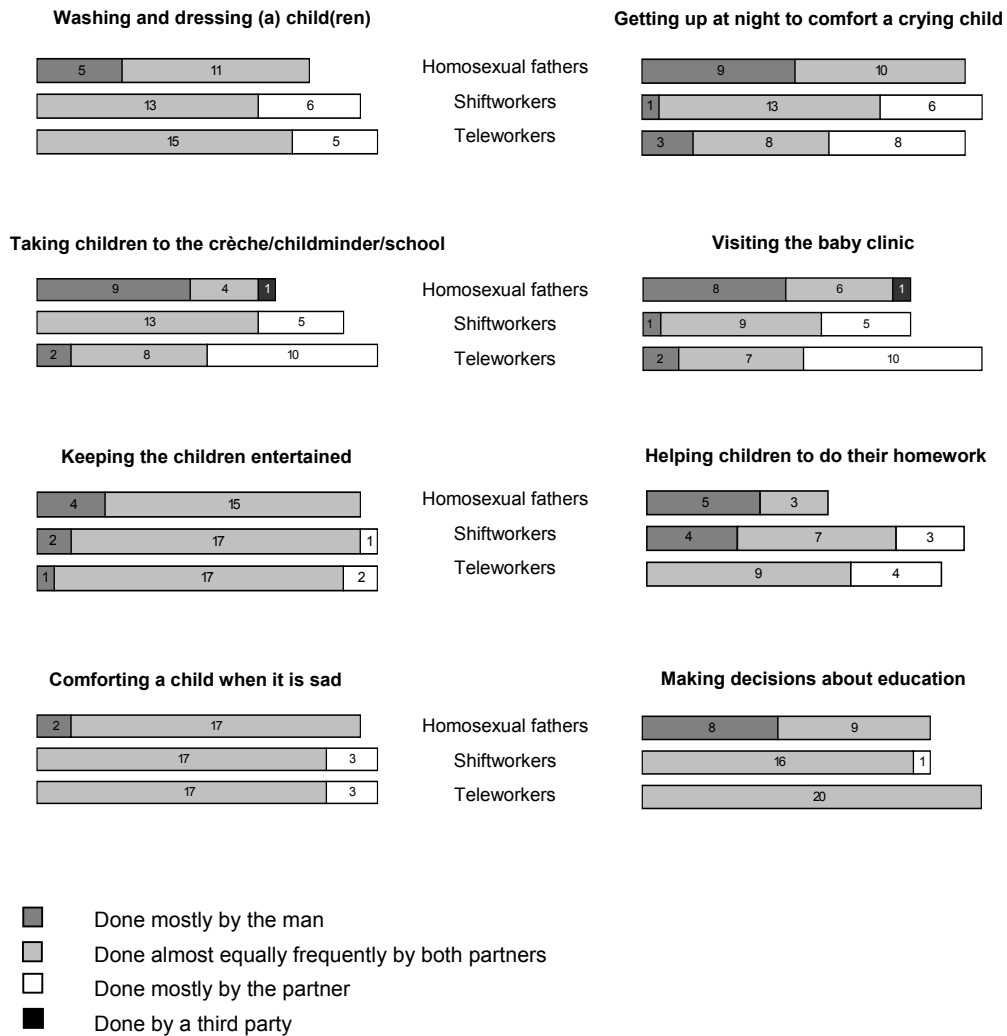 Washing and dressing (a) child(ren)
Getting up at night to comfort a crying child
5 11 Homosexual fathers 9 10
13 6 Shiftworkers 1 13 6
15 5 Teleworkers 3 8 8
Taking children to the crèche/childminder/school
Visiting the baby clinic
9 4 1 Homosexual fathers 8 6 1
13 5 Shiftworkers 1 9 5
2 8 10 Teleworkers 2 7 10
Keeping the children entertained
Helping children to do their homework
4 15 Homosexual fathers 5 3
2 17 1 Shiftworkers 4 7 3
1 17 2 Teleworkers 9 4
Comforting a child when it is sad
Making decisions about education
2 17 Homosexual fathers 8 9
17 3 Shiftworkers 16 1
17 3 Teleworkers 20
Done mostly by the man
Done almost equally frequently by both partners
Done mostly by the partner
Done by a third party